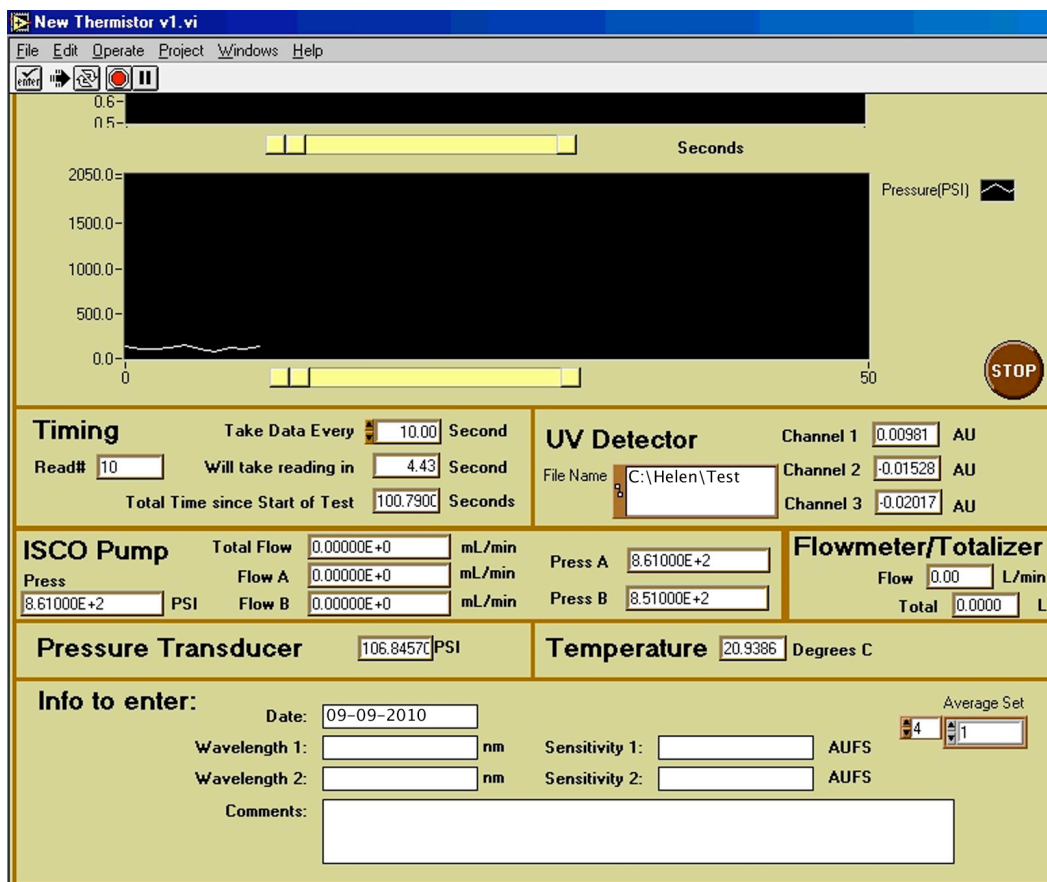 New Thermistor v1.vi
File Edit Operate Project Windows Help
enter
0.6-
0.5-
Seconds
2050.0=
1500.0-
1000.0-
500.0-
0.0-
0 50
Pressure(PSI)
STOP
Timing
Take Data Every 10.00 Second
Read# 10 Will take reading in 4.43 Second
Total Time since Start of Test 100.7900 Seconds
UV Detector
File Name C:\Helen\Test
Channel 1 0.00981 AU
Channel 2 -0.01528 AU
Channel 3 -0.02017 AU
ISCO Pump
Press
8.61000E+2 PSI
Total Flow 0.00000E+0 mL/min
Flow A 0.00000E+0 mL/min
Flow B 0.00000E+0 mL/min
Press A 8.61000E+2
Press B 8.51000E+2
Flowmeter/Totalizer
Flow 0.00 L/min
Total 0.0000 L
Pressure Transducer 106.84570 PSI
Temperature 20.9386 Degrees C
Info to enter:
Date: 09-09-2010
Wavelength 1: nm Sensitivity 1: AUFS
Wavelength 2: nm Sensitivity 2: AUFS
Comments:
Average Set
4 1